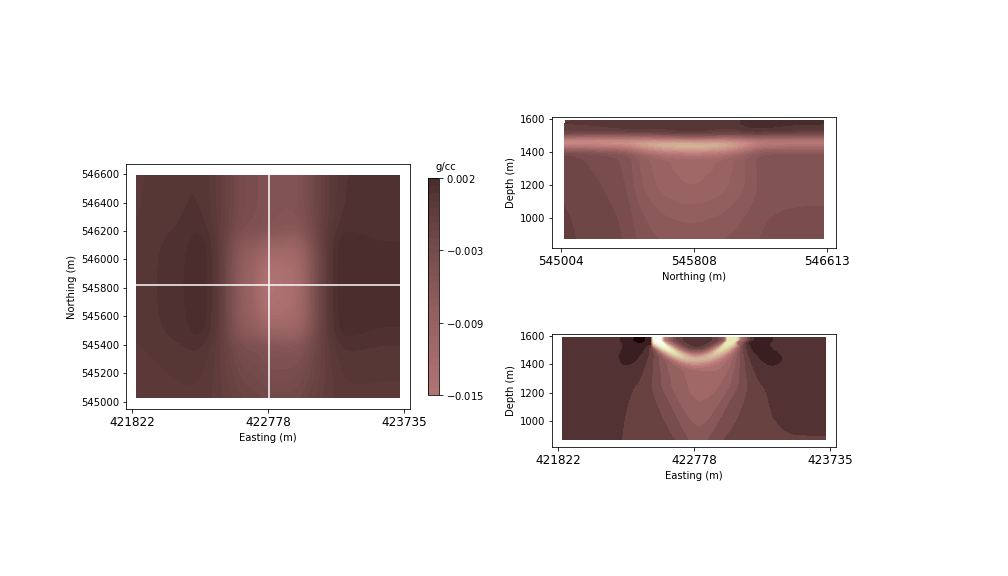 g/cc
546600
546400
546200
546000
545800
545600
545400
545200
545000
Northing (m)
421822 422778 423735
Easting (m)
0.002
−0.003
−0.009
−0.015
1600
1400
1200
1000
Depth (m)
545004 545808 546613
Northing (m)
1600
1400
1200
1000
Depth (m)
421822 422778 423735
Easting (m)